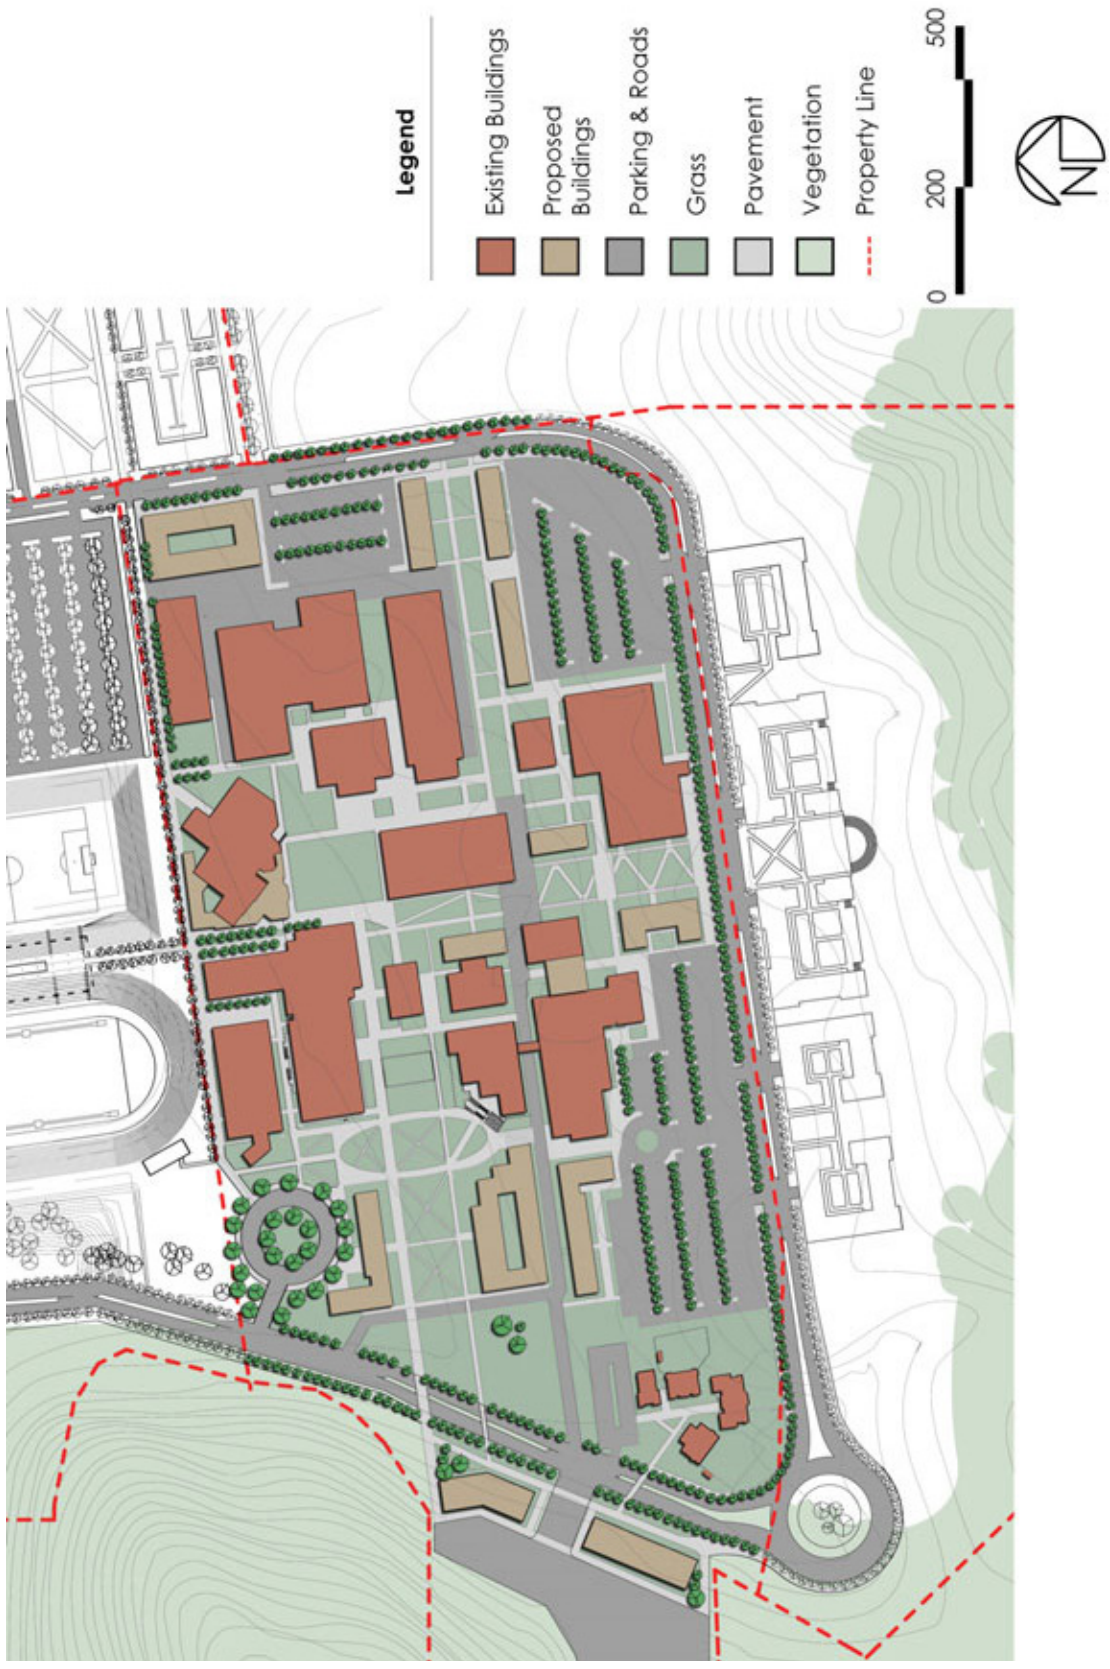 Legend
Existing Buildings
Proposed
Buildings
Parking & Roads
Grass
Pavement
Vegetation
Property Line
0
200
500
N